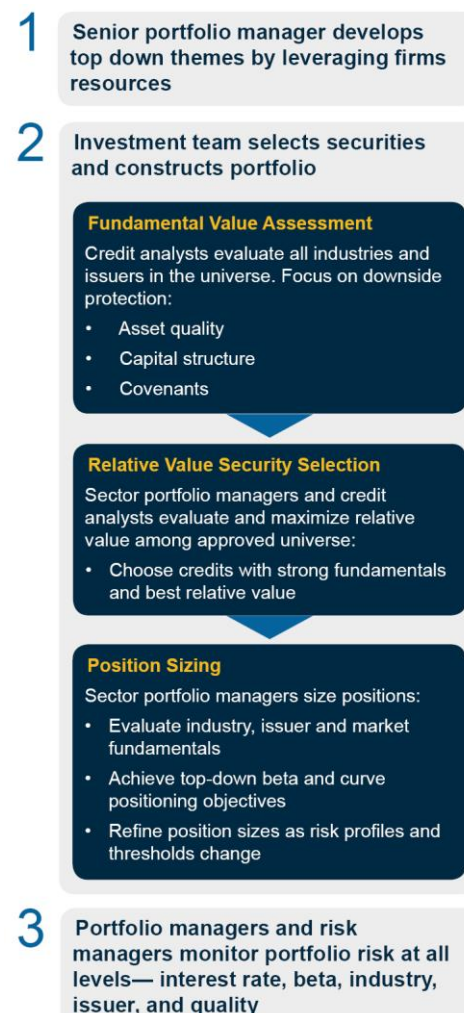 1
Senior portfolio manager develops
top down themes by leveraging firms
resources
2
Investment team selects securities
and constructs portfolio
Fundamental Value Assessment
Credit analysts evaluate all industries and
issuers in the universe. Focus on downside
protection:
• Asset quality
• Capital structure
• Covenants
Relative Value Security Selection
Sector portfolio managers and credit
analysts evaluate and maximize relative
value among approved universe:
• Choose credits with strong fundamentals
and best relative value
Position Sizing
Sector portfolio managers size positions:
• Evaluate industry, issuer and market
fundamentals
• Achieve top-down beta and curve
positioning objectives
• Refine position sizes as risk profiles and
thresholds change
3
Portfolio managers and risk
managers monitor portfolio risk at all
levels— interest rate, beta, industry,
issuer, and quality